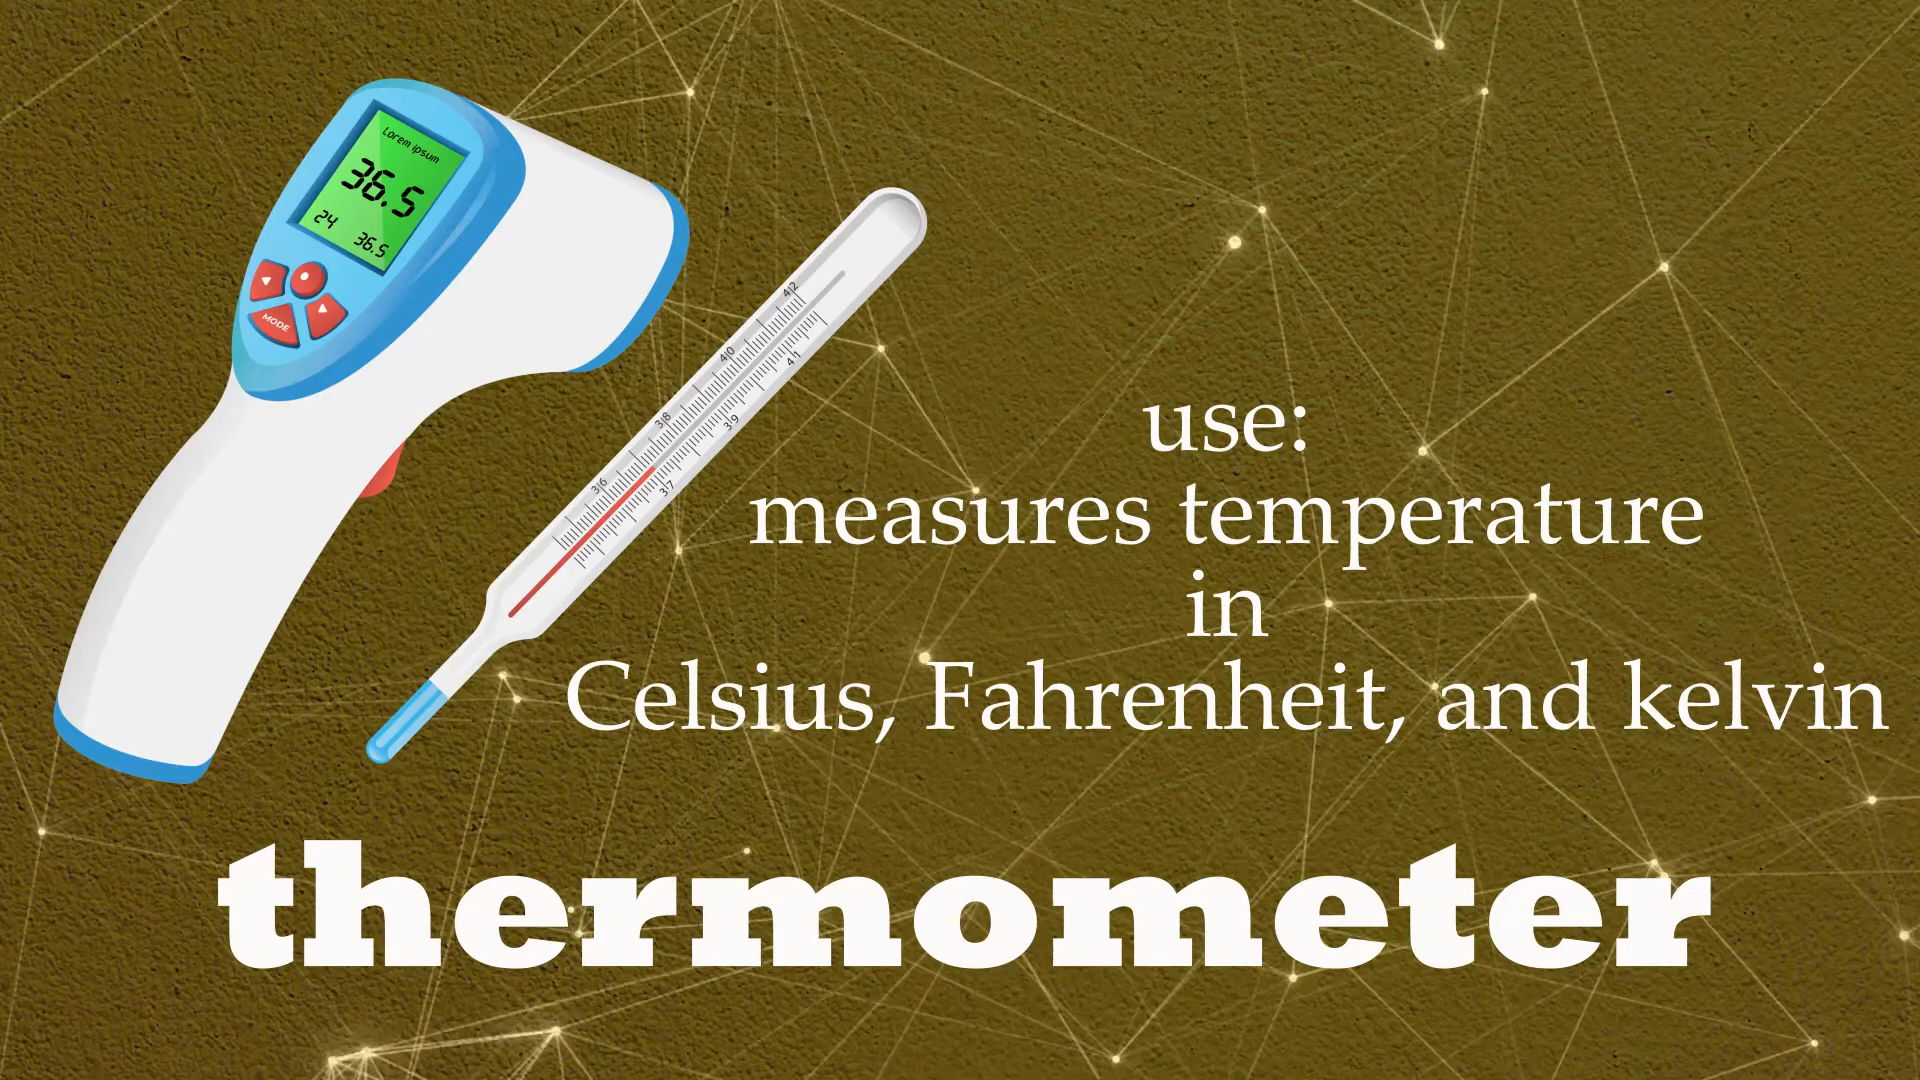 Lorem ipsum
36.5
24
36.5
MODE
42
41
40
39
38
37
36
use:
measures temperature
in
Celsius, Fahrenheit, and kelvin
thermometer